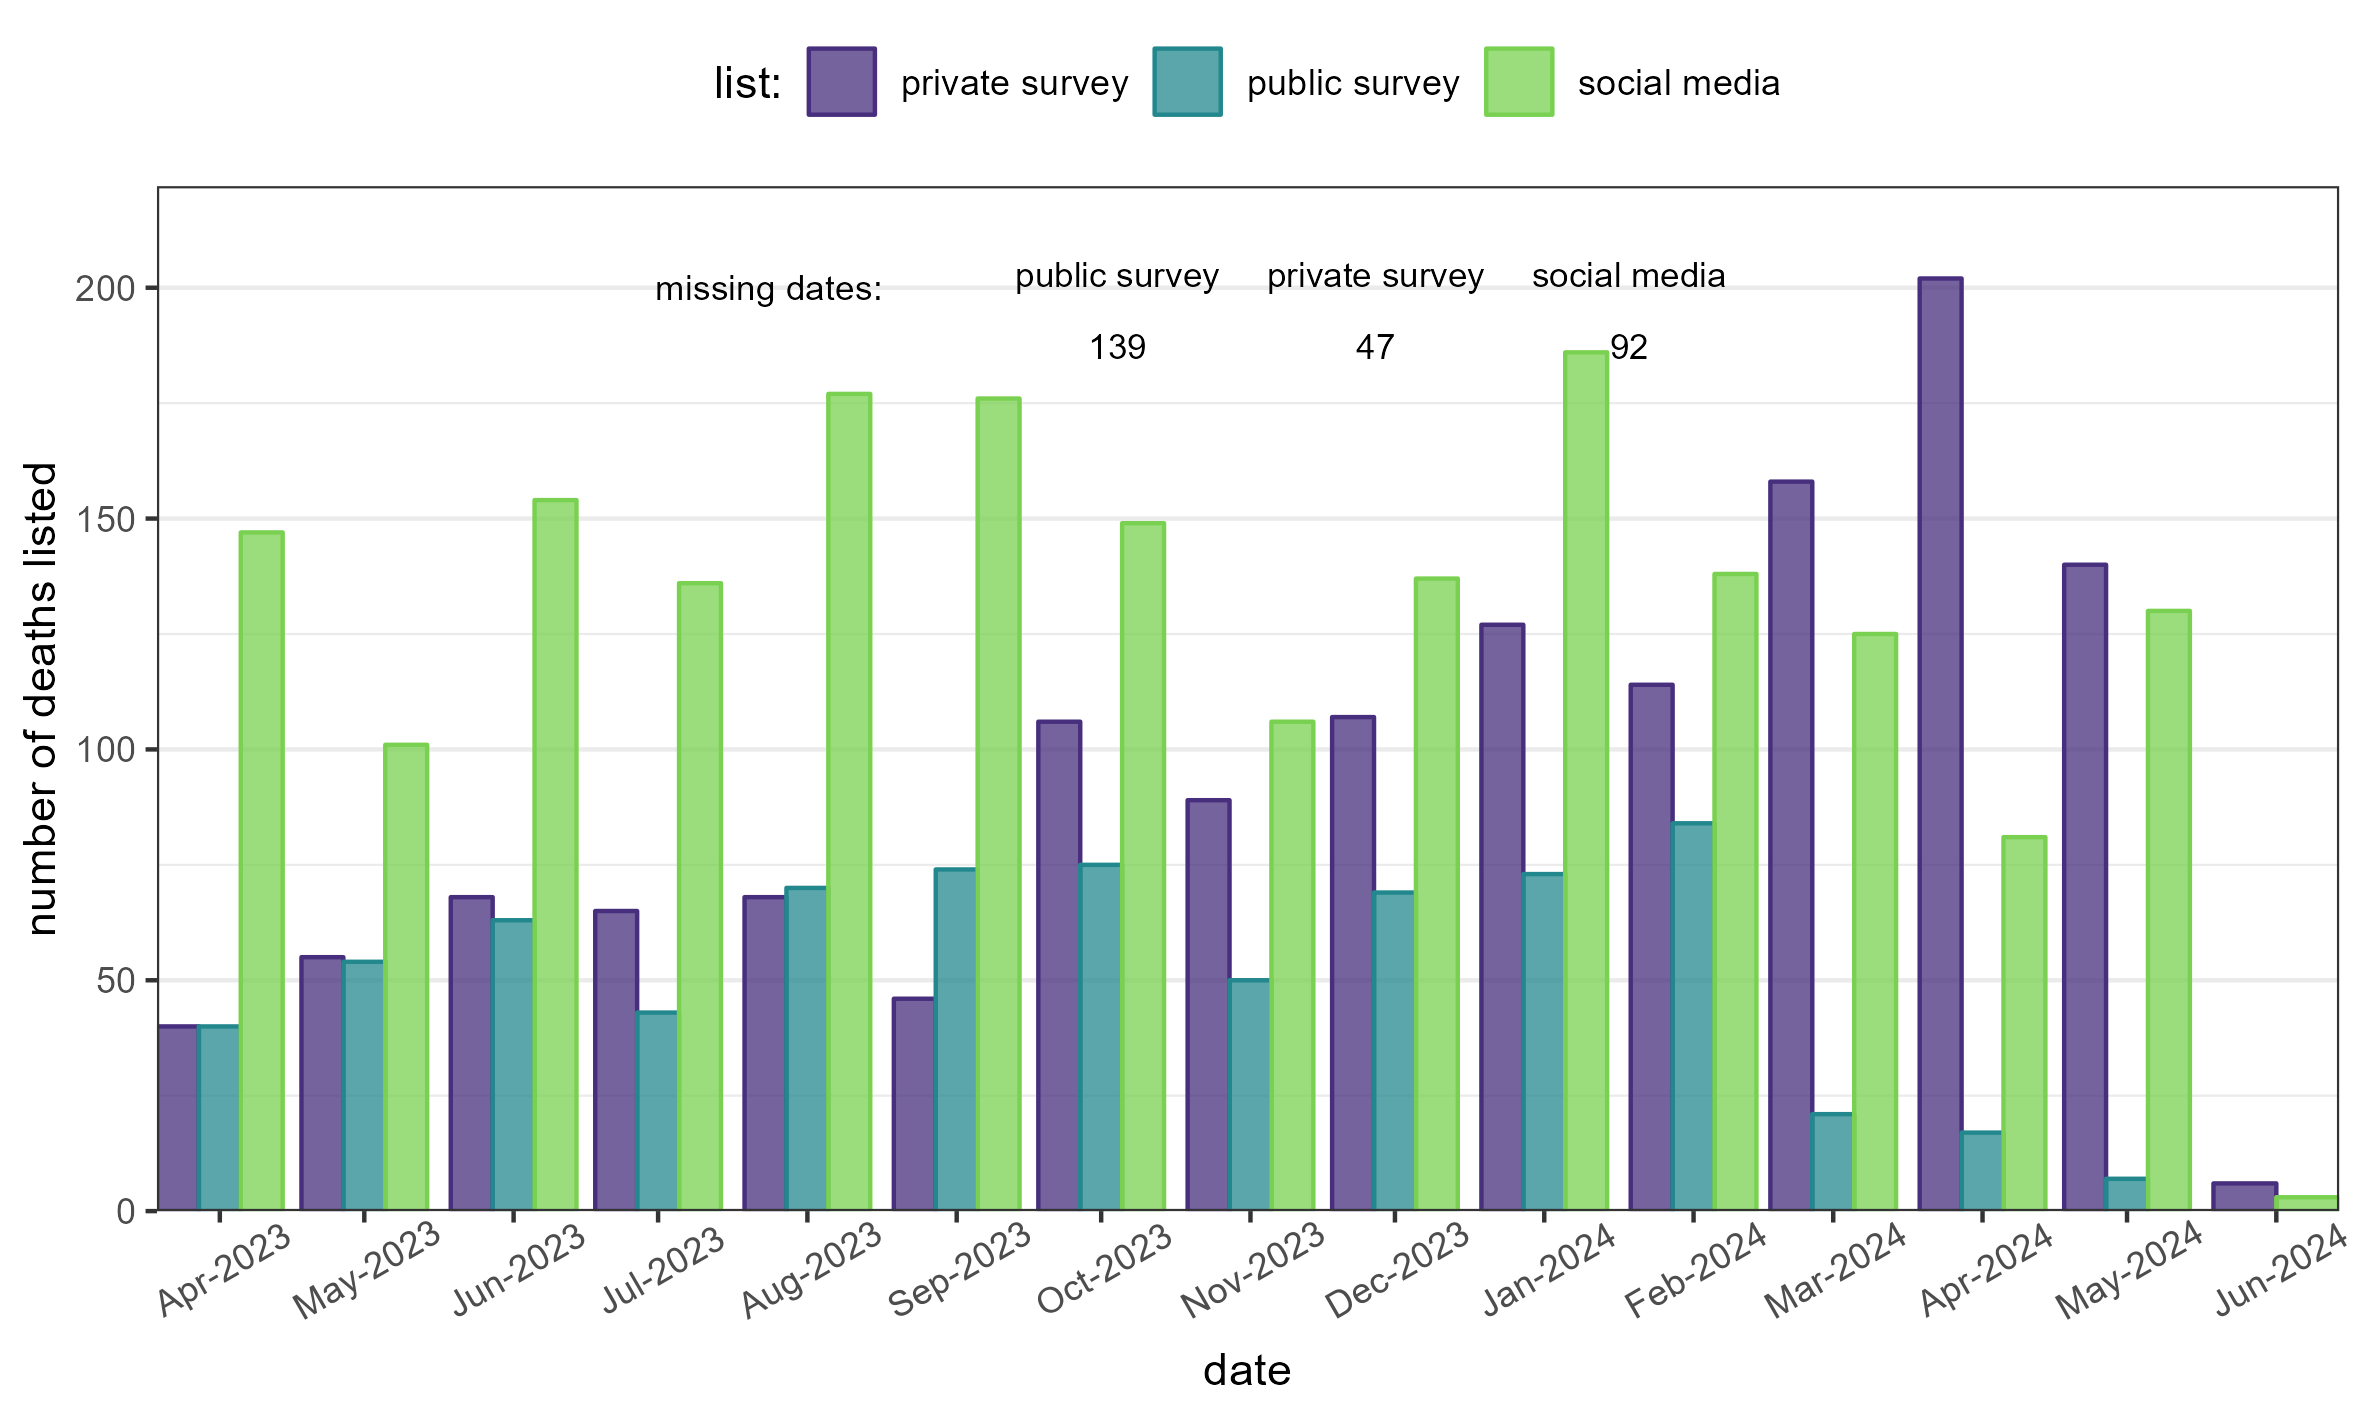 list: private survey public survey social media
missing dates: public survey private survey social media
139 47 92
number of deaths listed
200
150
100
50
0
Apr-2023 May-2023 Jun-2023 Jul-2023 Aug-2023 Sep-2023 Oct-2023 Nov-2023 Dec-2023 Jan-2024 Feb-2024 Mar-2024 Apr-2024 May-2024 Jun-2024
date